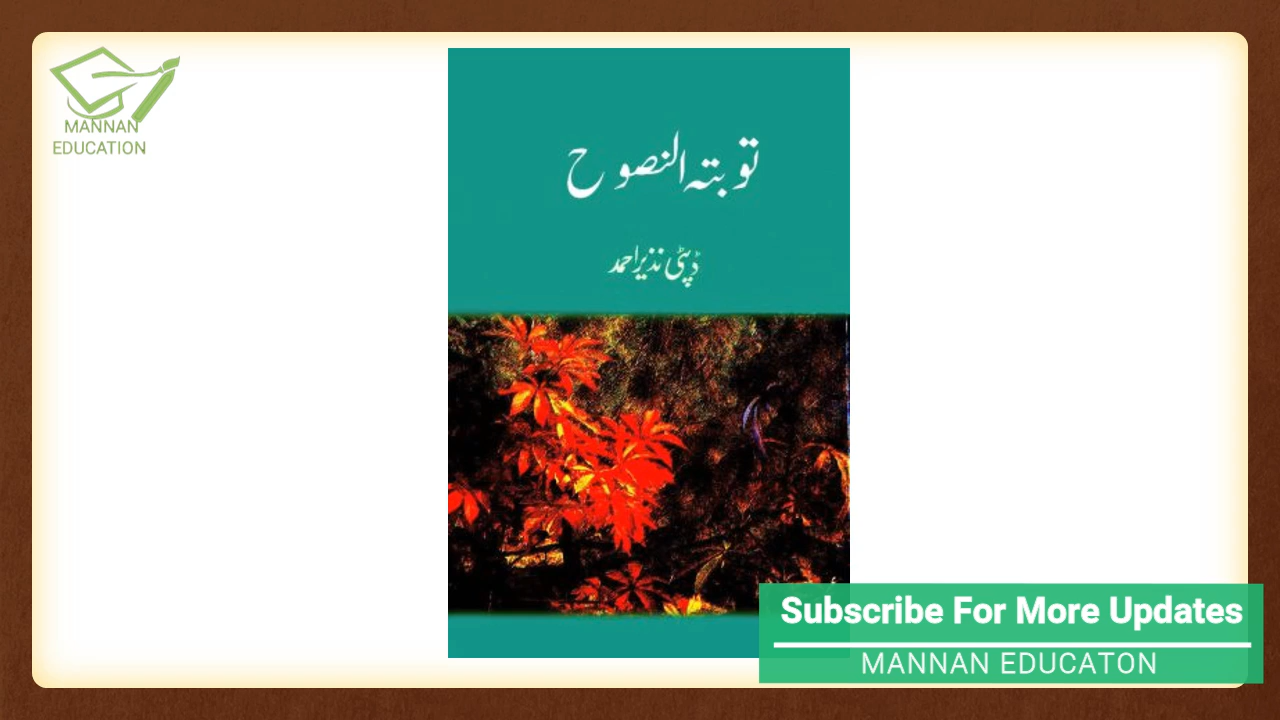 MANNAN
EDUCATION
توبتہ النصوح
ڈپٹی نذیر احمد
Subscribe For More Updates
MANNAN EDUCATON